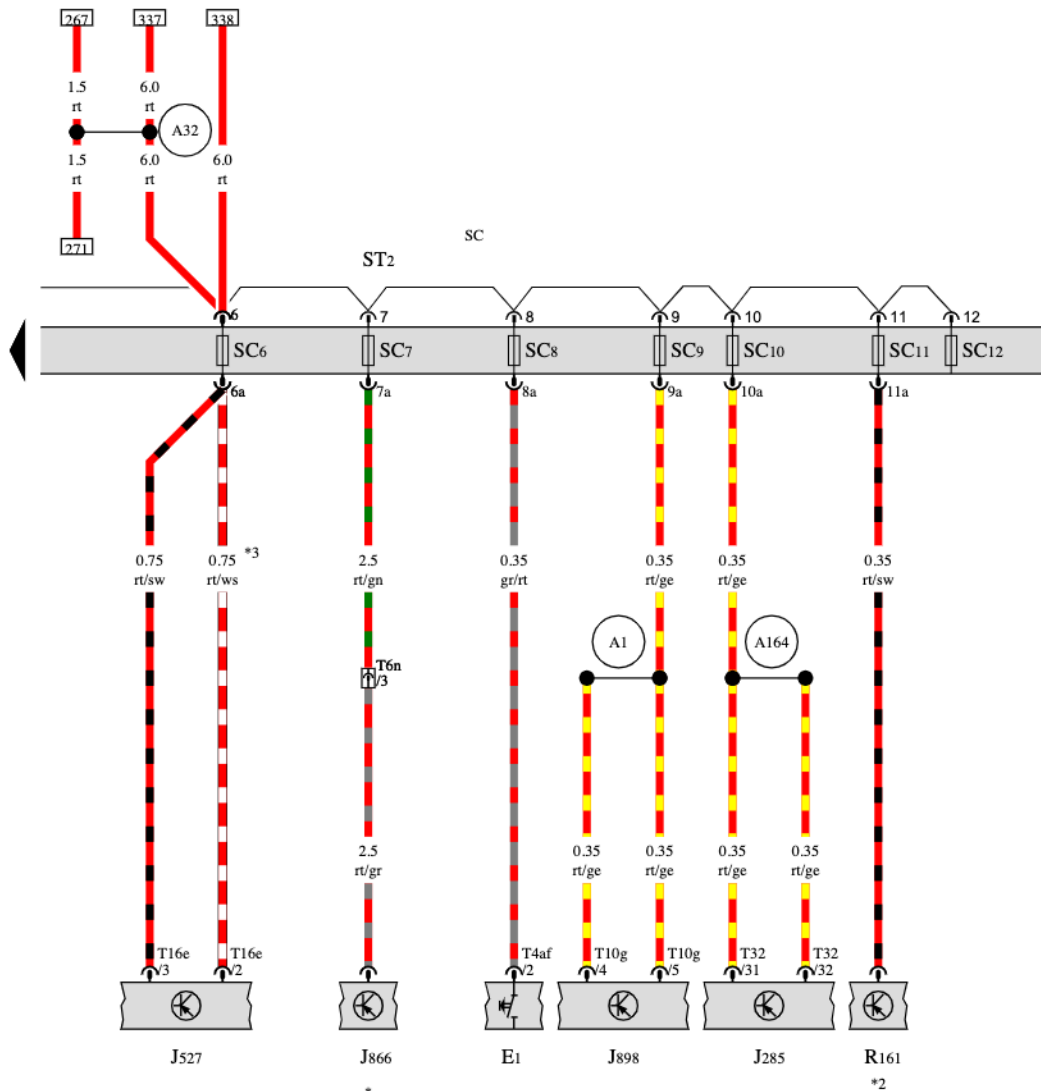 267 337 338
1.5 6.0
rt rt
A32
1.5 6.0 6.0
rt rt rt
271
SC
ST2
6 7 8 9 10 11 12
SC6 SC7 SC8 SC9 SC10 SC11 SC12
6a 7a 8a 9a 10a 11a
*3
0.75 0.75 2.5 0.35 0.35 0.35 0.35
rt/sw rt/ws rt/gn gr/rt rt/ge rt/ge rt/sw
A1 A164
T6n
/3
2.5 0.35 0.35 0.35 0.35
rt/gr rt/ge rt/ge rt/ge rt/ge
T16e T16e T4af T10g T10g T32 T32
/3 /2 /2 /4 /5 /31 /32
J527 J866 E1 J898 J285 R161
* *2